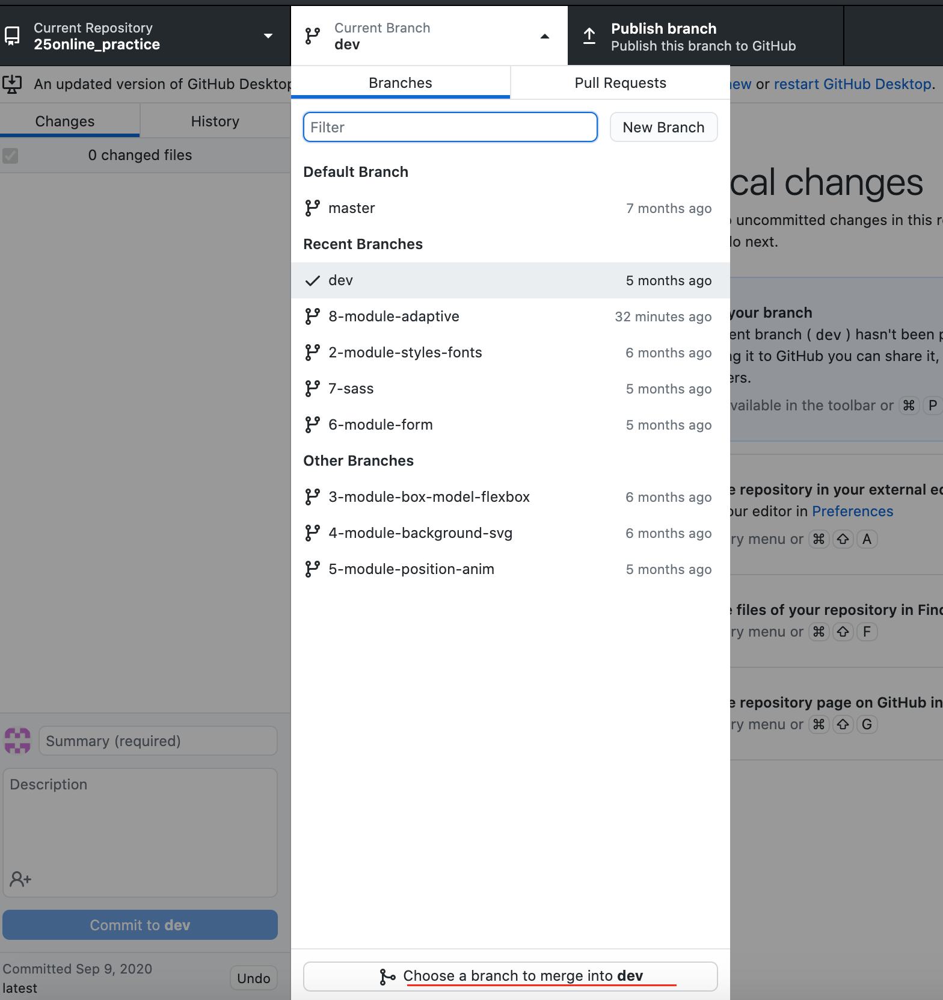 Current Repository
25online_practice
Current Branch
dev
Publish branch
Publish this branch to GitHub
An updated version of GitHub Desktop
or restart GitHub Desktop.
Changes
History
0 changed files
Branches
Pull Requests
Filter
New Branch
Default Branch
master 7 months ago
Recent Branches
dev 5 months ago
8-module-adaptive 32 minutes ago
2-module-styles-fonts 6 months ago
7-sass 5 months ago
6-module-form 5 months ago
Other Branches
3-module-box-model-flexbox 6 months ago
4-module-background-svg 6 months ago
5-module-position-anim 5 months ago
Choose a branch to merge into dev
cal changes
uncommitted changes in this
next.
your branch
ent branch ( dev ) hasn't been
it to GitHub you can share it,
ers.
vailable in the toolbar or ⌘ P
repository in your external
our editor in Preferences
ry menu or ⌘ ⇧ A
files of your repository in
ry menu or ⌘ ⇧ F
repository page on GitHub in
ry menu or ⌘ ⇧ G
Summary (required)
Description
Commit to dev
Committed Sep 9, 2020
latest
Undo